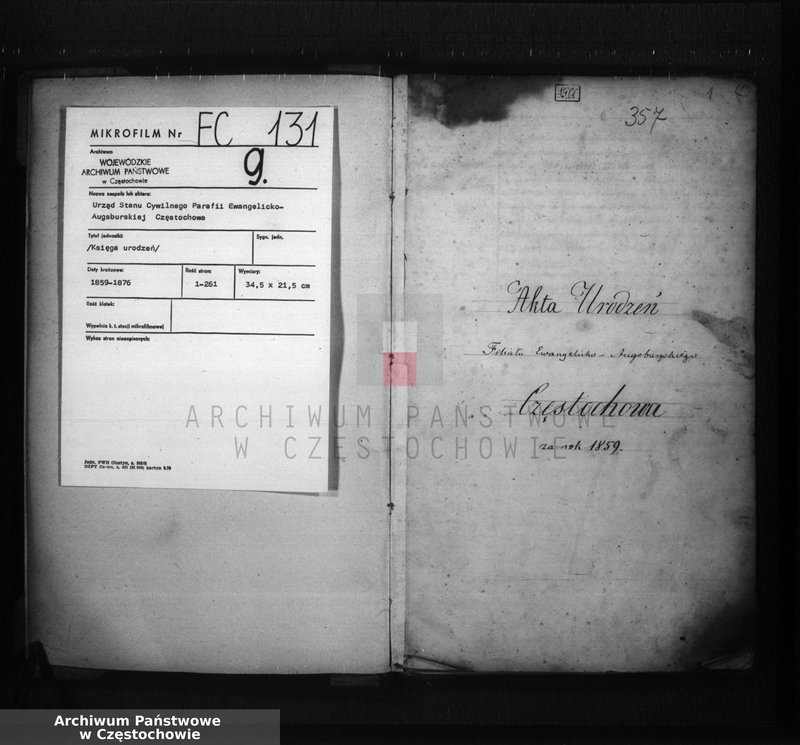 MIKROFILM Nr FC 131
g.
Archiwum
WOJEWÓDZKIE
ARCHIWUM PAŃSTWOWE
w Częstochowie
Nazwa zespołu lub zbioru:
Urząd Stanu Cywilnego Parafii Ewangelicko-
Augsburskiej Częstochowa
Tytuł jednostki:
/Księga urodzeń/
Sygn. jedn.
Daty krańcowe:
1859-1876
Ilość stron:
1-261
Wymiary:
34,5 x 21,5 cm
Ilość klatek:
Wypełnia k. t. stacji mikrofilmowej
Wykaz stron niezapisanych:
357
1
Akta Urodzeń
Filiału Ewangelicko - Augsburskiego
Częstochowa
za rok 1859.
ARCHIWUM PAŃSTWOWE
W CZĘSTOCHOWIE
Archiwum Państwowe
w Częstochowie